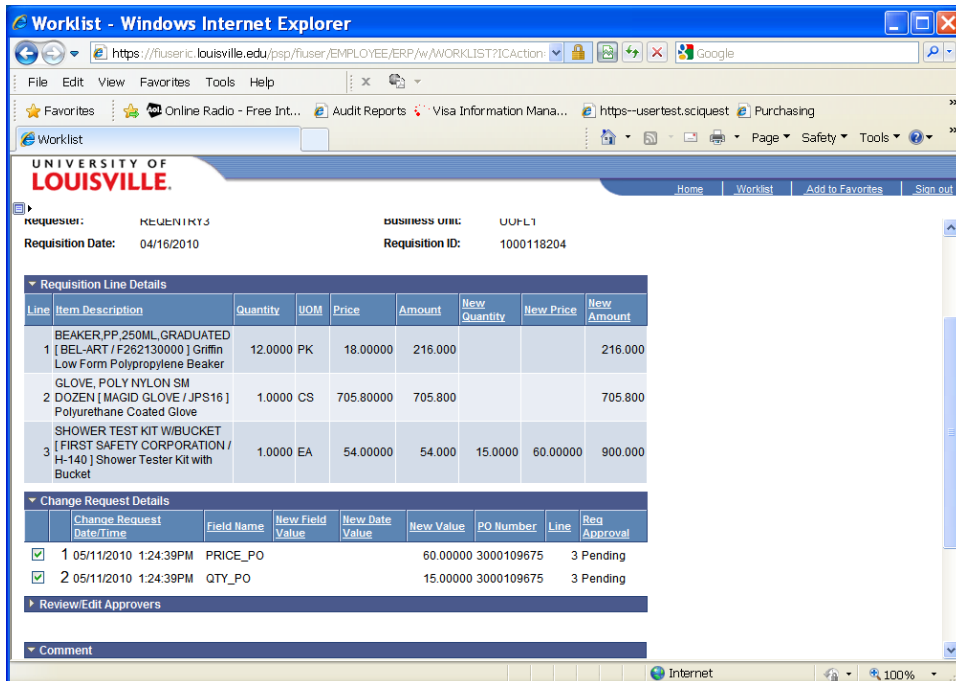 Worklist - Windows Internet Explorer
https://fiuseric.louisville.edu/psp/fiuser/EMPLOYEE/ERP/w/WORKLIST?ICAction:
Google
File Edit View Favorites Tools Help
Favorites Online Radio - Free Int... Audit Reports Visa Information Mana... https--usertest.sciquest Purchasing
Worklist Page Safety Tools
UNIVERSITY OF
LOUISVILLE.
Home Worklist Add to Favorites Sign out
Requester: REQENTRY3 Business Unit: UOFL1
Requisition Date: 04/16/2010 Requisition ID: 1000118204
Requisition Line Details
Line Item Description Quantity UOM Price Amount New Quantity New Price New Amount
BEAKER,PP,250ML,GRADUATED
1 [ BEL-ART / F262130000 ] Griffin 12.0000 PK 18.00000 216.000 216.000
Low Form Polypropylene Beaker
GLOVE, POLY NYLON SM
2 DOZEN [ MAGID GLOVE / JPS16 ] 1.0000 CS 705.80000 705.800 705.800
Polyurethane Coated Glove
SHOWER TEST KIT W/BUCKET
[ FIRST SAFETY CORPORATION /
3 H-140 ] Shower Tester Kit with 1.0000 EA 54.00000 54.000 15.0000 60.00000 900.000
Bucket
Change Request Details
Change Request Date/Time Field Name New Field Value New Date Value New Value PO Number Line Req Approval
1 05/11/2010 1:24:39PM PRICE_PO 60.00000 3000109675 3 Pending
2 05/11/2010 1:24:39PM QTY_PO 15.00000 3000109675 3 Pending
Review/Edit Approvers
Comment
Internet 100%